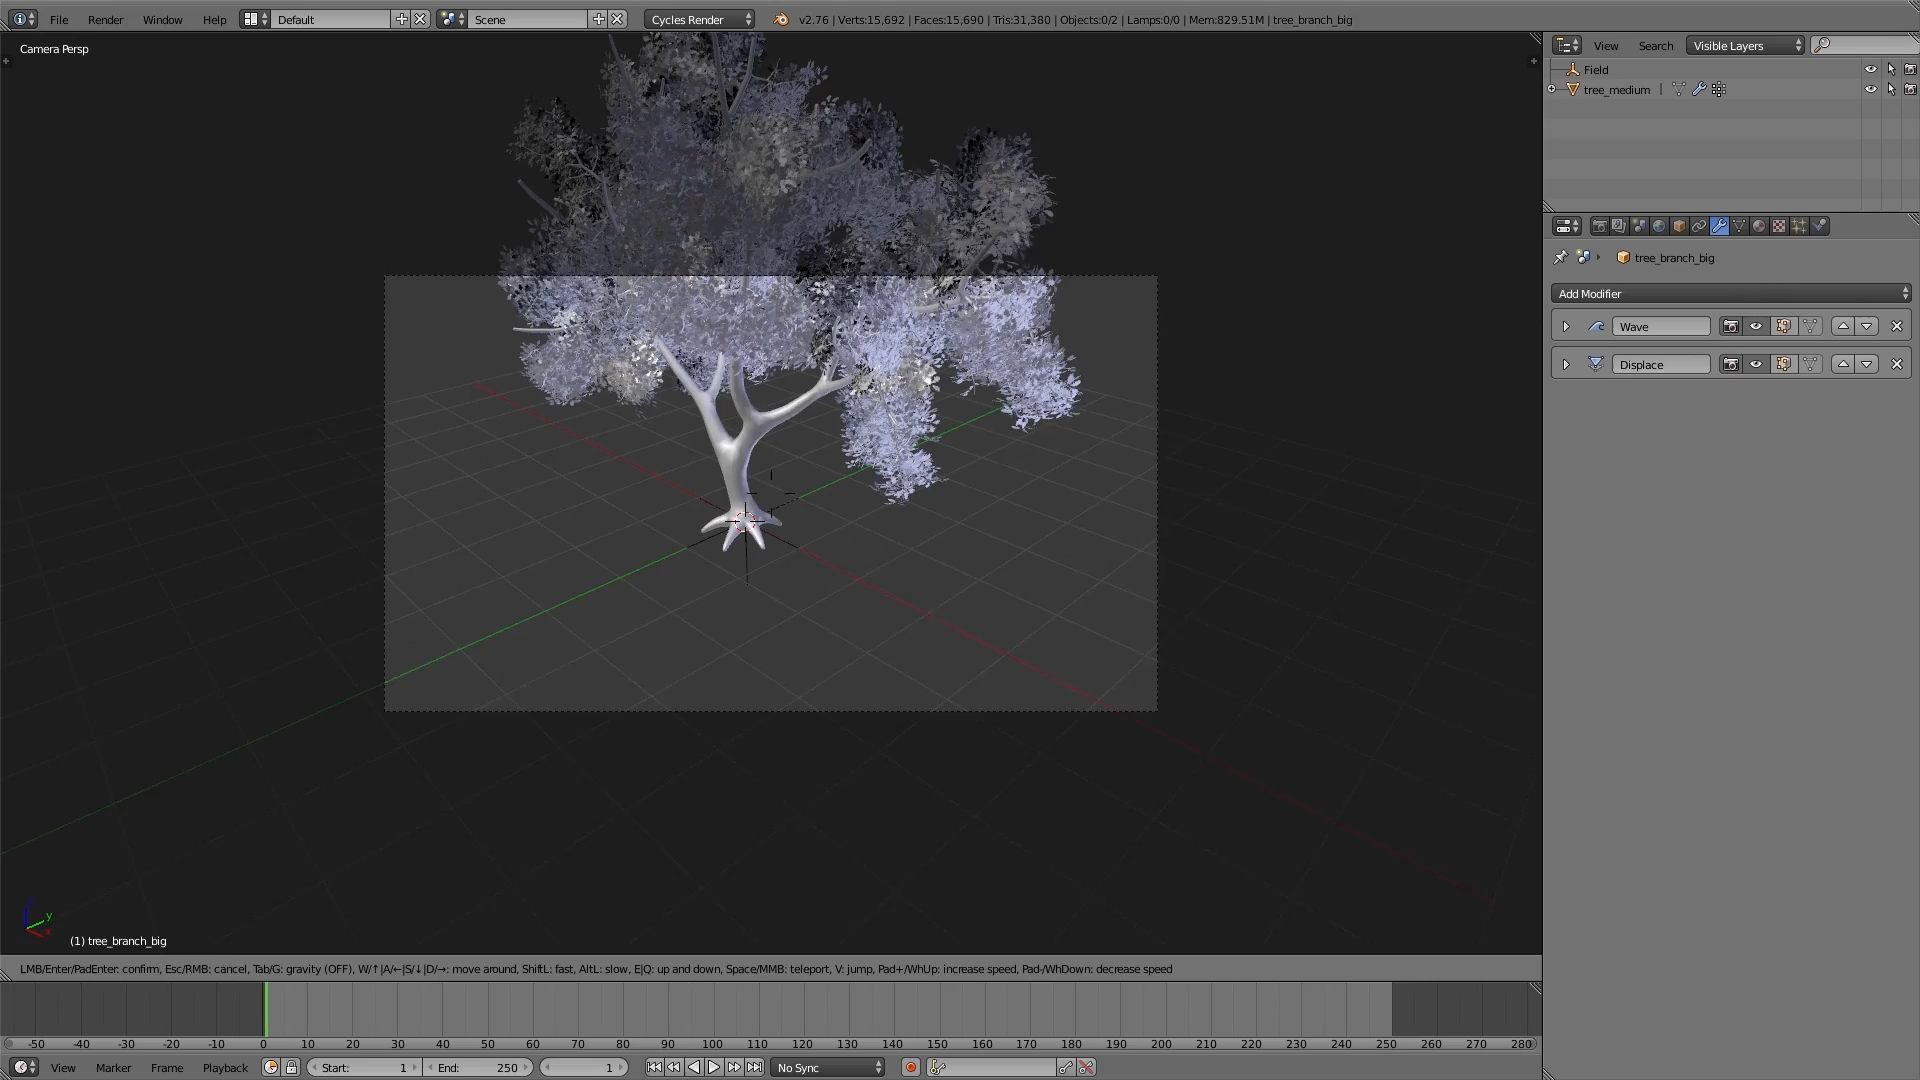 File Render Window Help Default Scene Cycles Render v2.76 | Verts:15,692 | Faces:15,690 | Tris:31,380 | Objects:0/2 | Lamps:0/0 | Mem:829.51M | tree_branch_big
Camera Persp
View Search Visible Layers
Field
tree_medium
tree_branch_big
Add Modifier
Wave
Displace
z
y
x
(1) tree_branch_big
LMB/Enter/PadEnter: confirm, Esc/RMB: cancel, Tab/G: gravity (OFF), W/↑|A/←|S/↓|D/→: move around, ShiftL: fast, AltL: slow, E|Q: up and down, Space/MMB: teleport, V: jump, Pad+/WhUp: increase speed, Pad-/WhDown: decrease speed
-50 -40 -30 -20 -10 0 10 20 30 40 50 60 70 80 90 100 110 120 130 140 150 160 170 180 190 200 210 220 230 240 250 260 270 280
View Marker Frame Playback Start: 1 End: 250 1 No Sync